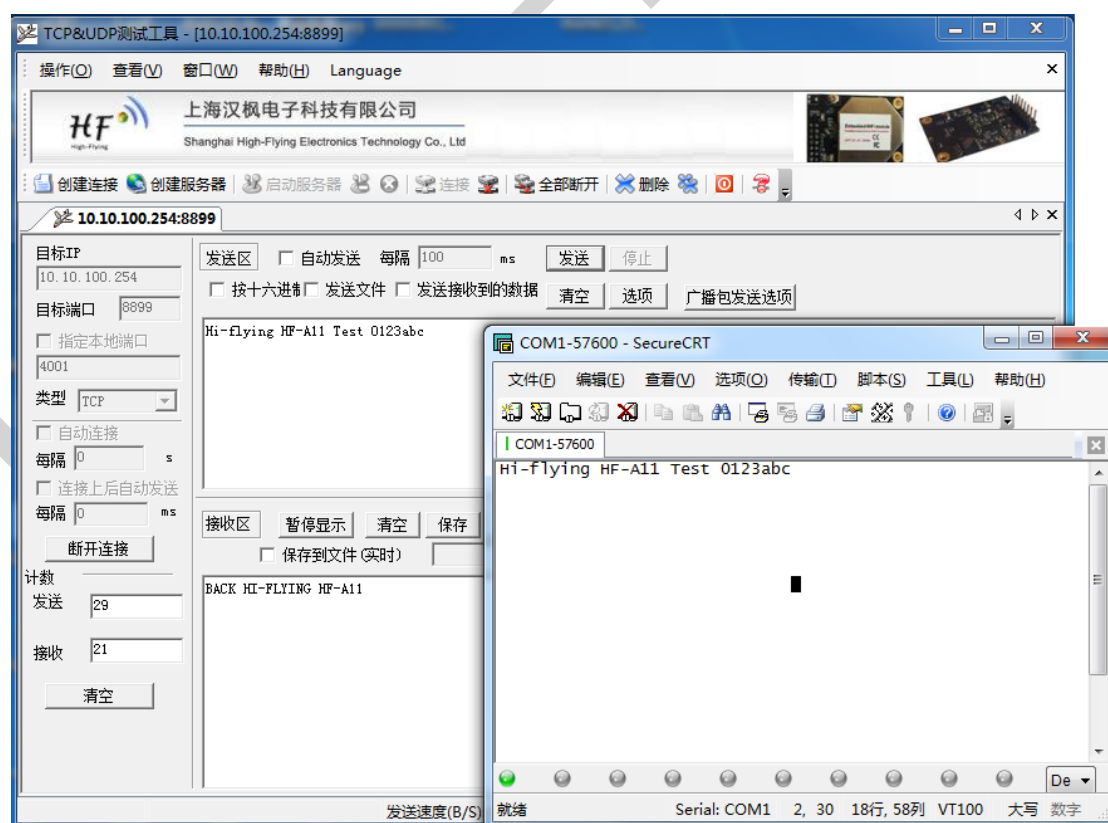 TCP&UDP测试工具 - [10.10.100.254:8899]
操作(O) 查看(V) 窗口(W) 帮助(H) Language
HF
High-Flying
上海汉枫电子科技有限公司
Shanghai High-Flying Electronics Technology Co., Ltd
创建连接 创建服务器 启动服务器 连接 全部断开 删除
10.10.100.254:8899
目标IP
10.10.100.254
目标端口 8899
指定本地端口
4001
类型 TCP
自动连接
每隔 0 s
连接上后自动发送
每隔 0 ms
断开连接
计数
发送 29
接收 21
清空
发送区 自动发送 每隔 100 ms 发送 停止
按十六进制 发送文件 发送接收到的数据 清空 选项 广播包发送选项
Hi-flying HF-A11 Test 0123abc
接收区 暂停显示 清空 保存
保存到文件(实时)
BACK HI-FLYING HF-A11
发送速度(B/S)
COM1-57600 - SecureCRT
文件(F) 编辑(E) 查看(V) 选项(O) 传输(T) 脚本(S) 工具(L) 帮助(H)
COM1-57600
Hi-flying HF-A11 Test 0123abc
De
就绪 Serial: COM1 2, 30 18行, 58列 VT100 大写 数字